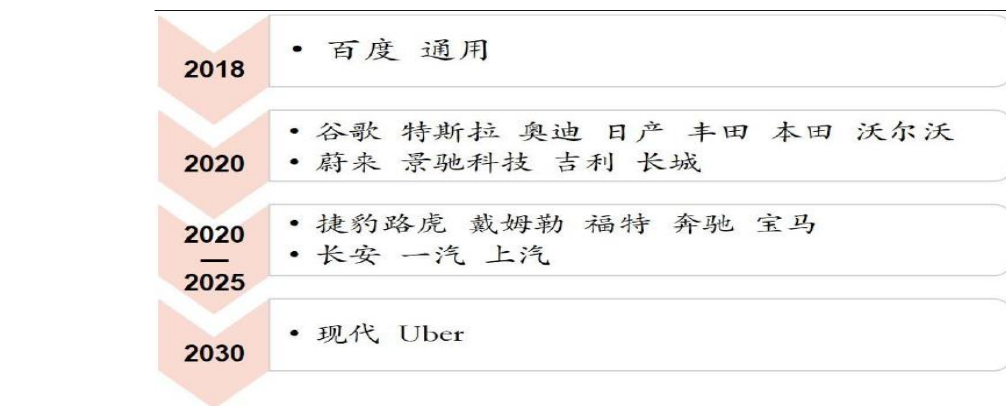 2018
• 百度 通用
2020
• 谷歌 特斯拉 奥迪 日产 丰田 本田 沃尔沃
• 蔚来 景驰科技 吉利 长城
2020
—
2025
• 捷豹路虎 戴姆勒 福特 奔驰 宝马
• 长安 一汽 上汽
2030
• 现代 Uber